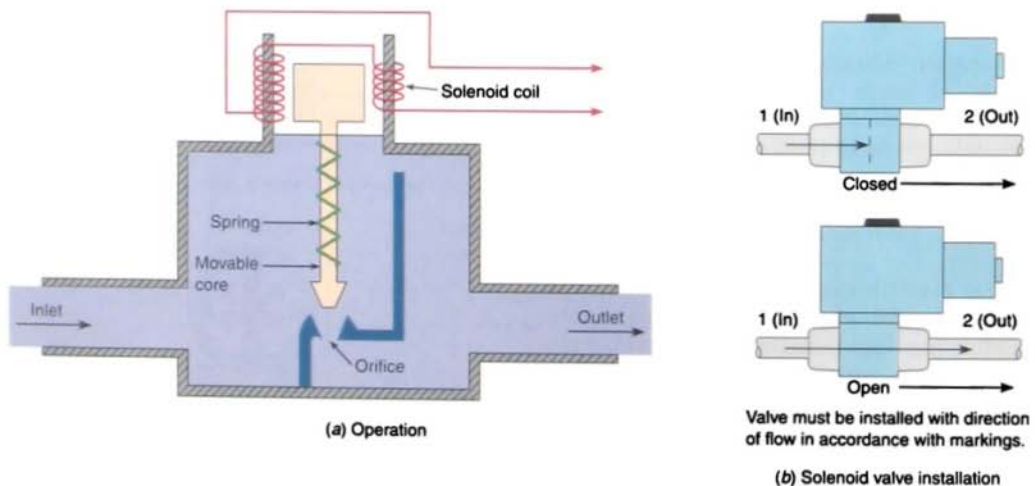 Solenoid coil
Spring
Movable
core
Inlet
Outlet
Orifice
(a) Operation
1 (In)
2 (Out)
Closed
1 (In)
2 (Out)
Open
Valve must be installed with direction
of flow in accordance with markings.
(b) Solenoid valve installation